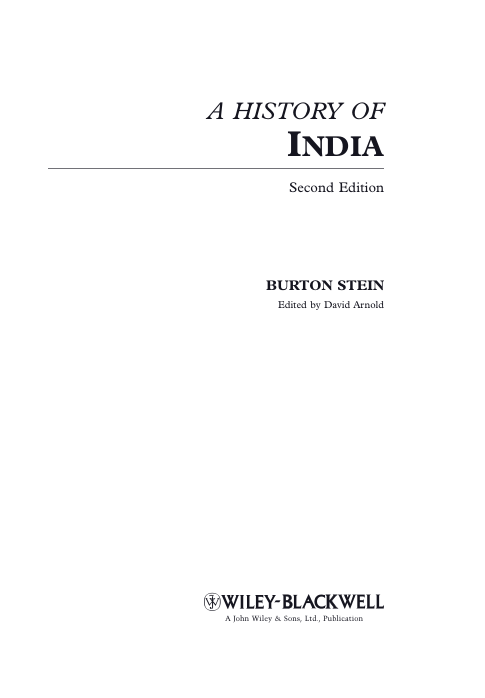 A HISTORY OF
INDIA
Second Edition
BURTON STEIN
Edited by David Arnold
WILEY-BLACKWELL
A John Wiley & Sons, Ltd., Publication